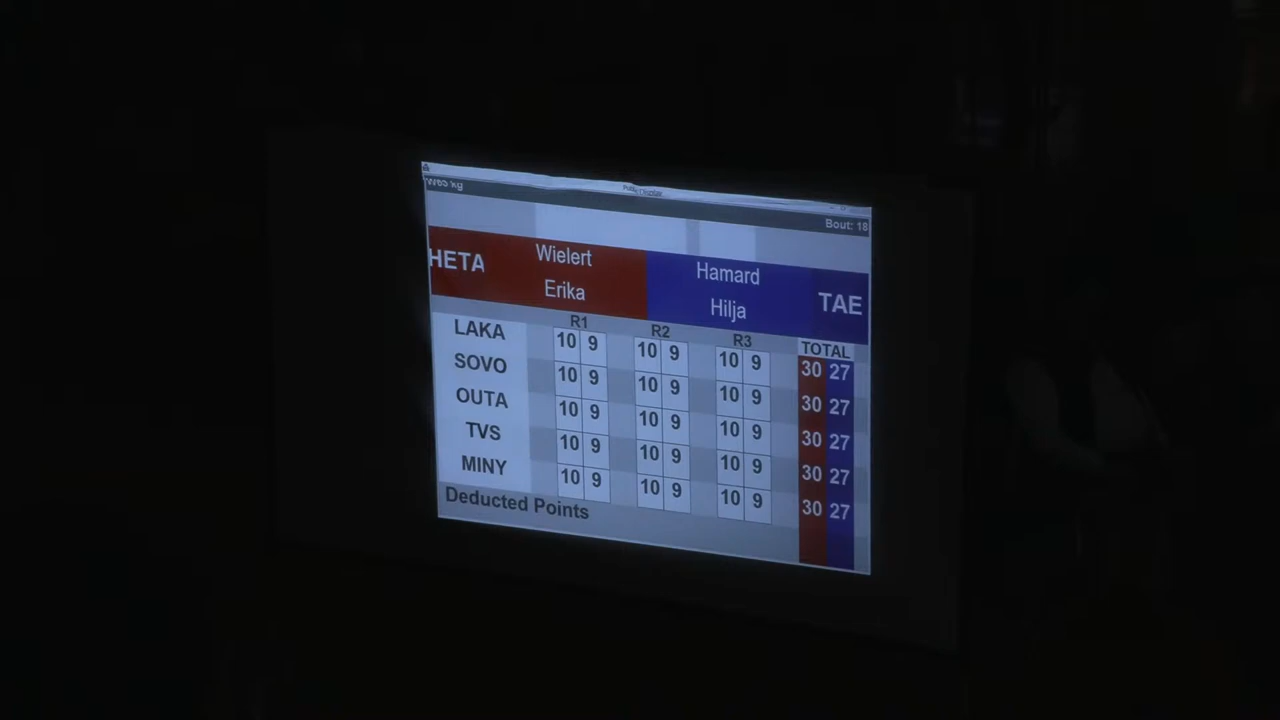 W63 kg
Bout: 18
HETA Wielert Erika
Hamard Hilja TAE
R1 R2 R3 TOTAL
LAKA 10 9 10 9 10 9 30 27
SOVO 10 9 10 9 10 9 30 27
OUTA 10 9 10 9 10 9 30 27
TVS 10 9 10 9 10 9 30 27
MINY 10 9 10 9 10 9 30 27
Deducted Points